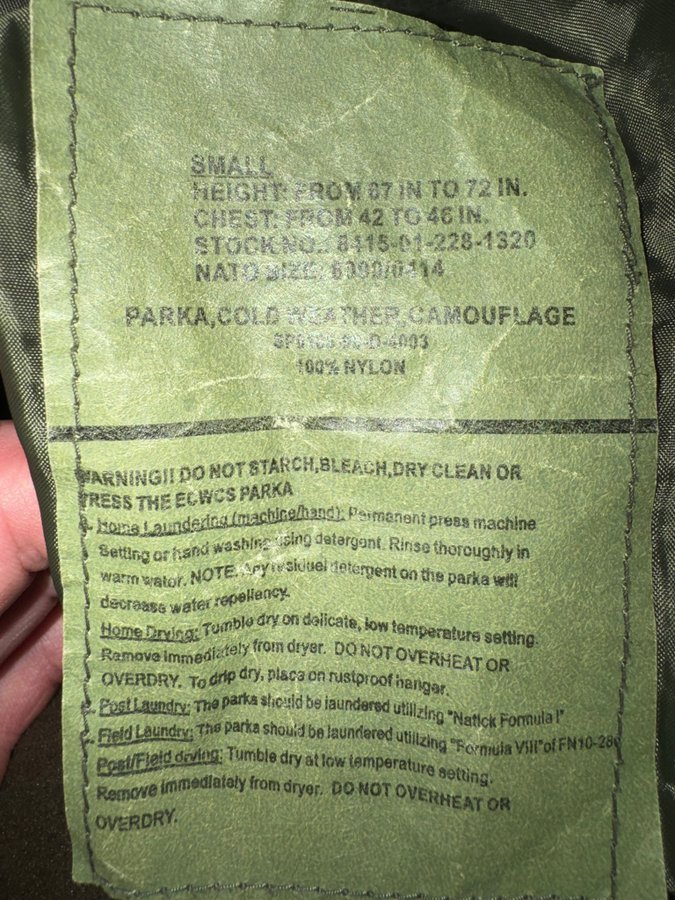 SMALL
HEIGHT: FROM 67 IN TO 72 IN.
CHEST: FROM 42 TO 46 IN.
STOCK NO.: 8415-01-228-1320
NATO SIZE:
PARKA,COLD WEATHER,CAMOUFLAGE
100% NYLON
WARNING!! DO NOT STARCH,BLEACH,DRY CLEAN OR
PRESS THE ECWCS PARKA
Home Laundering (machine/hand): Permanent press machine
Setting or hand washing using detergont. Rinse thoroughly in
warm water. NOTE: Any residuel detergent on the parka will
decrease water repellency.
Home Drying: Tumble dry on delicate, low temperature setting.
Remove immediately from dryer. DO NOT OVERHEAT OR
OVERDRY. To drip dry, place on rustproof hanger.
Post Laundry: The parka should be laundered utilizing "Natick Formula I"
Field Laundry: The parka should be laundered utilizing "Formula VIII"of FN10-280
Post/Field drving: Tumble dry at low temperature setting.
Remove immediately from dryer. DO NOT OVERHEAT OR
OVERDRY.